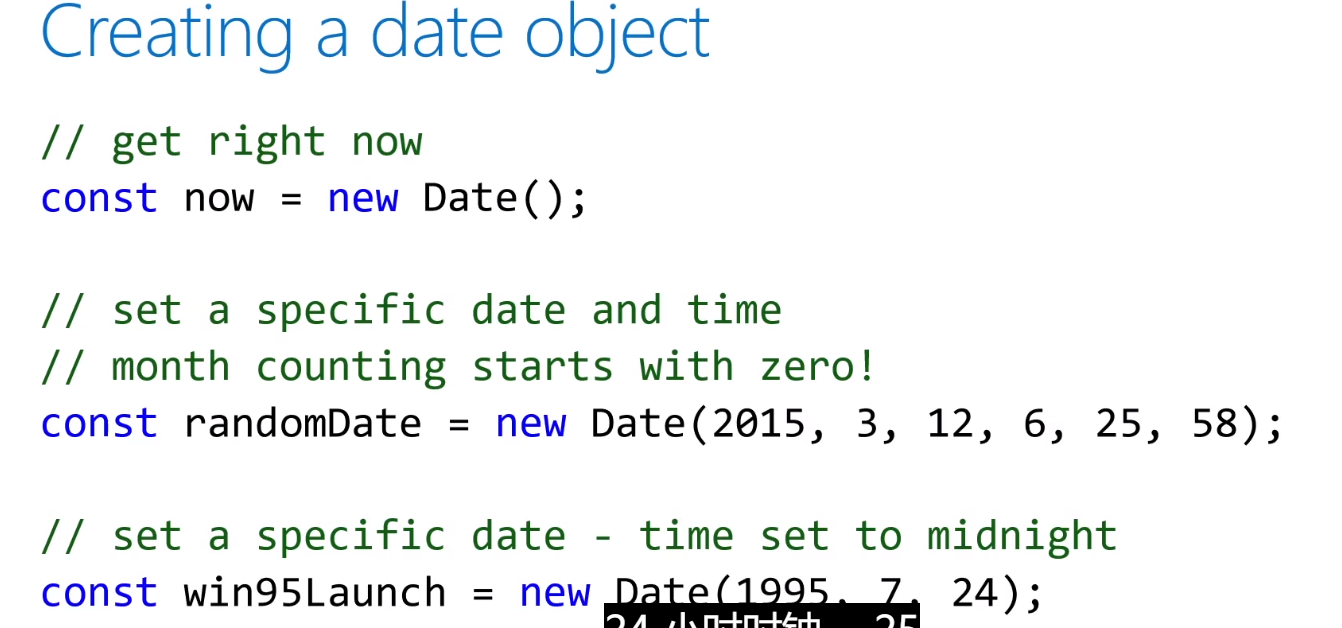 Creating a date object
// get right now
const now = new Date();
// set a specific date and time
// month counting starts with zero!
const randomDate = new Date(2015, 3, 12, 6, 25, 58);
// set a specific date - time set to midnight
const win95Launch = new Date(1995, 7, 24);
24 小时时钟 25